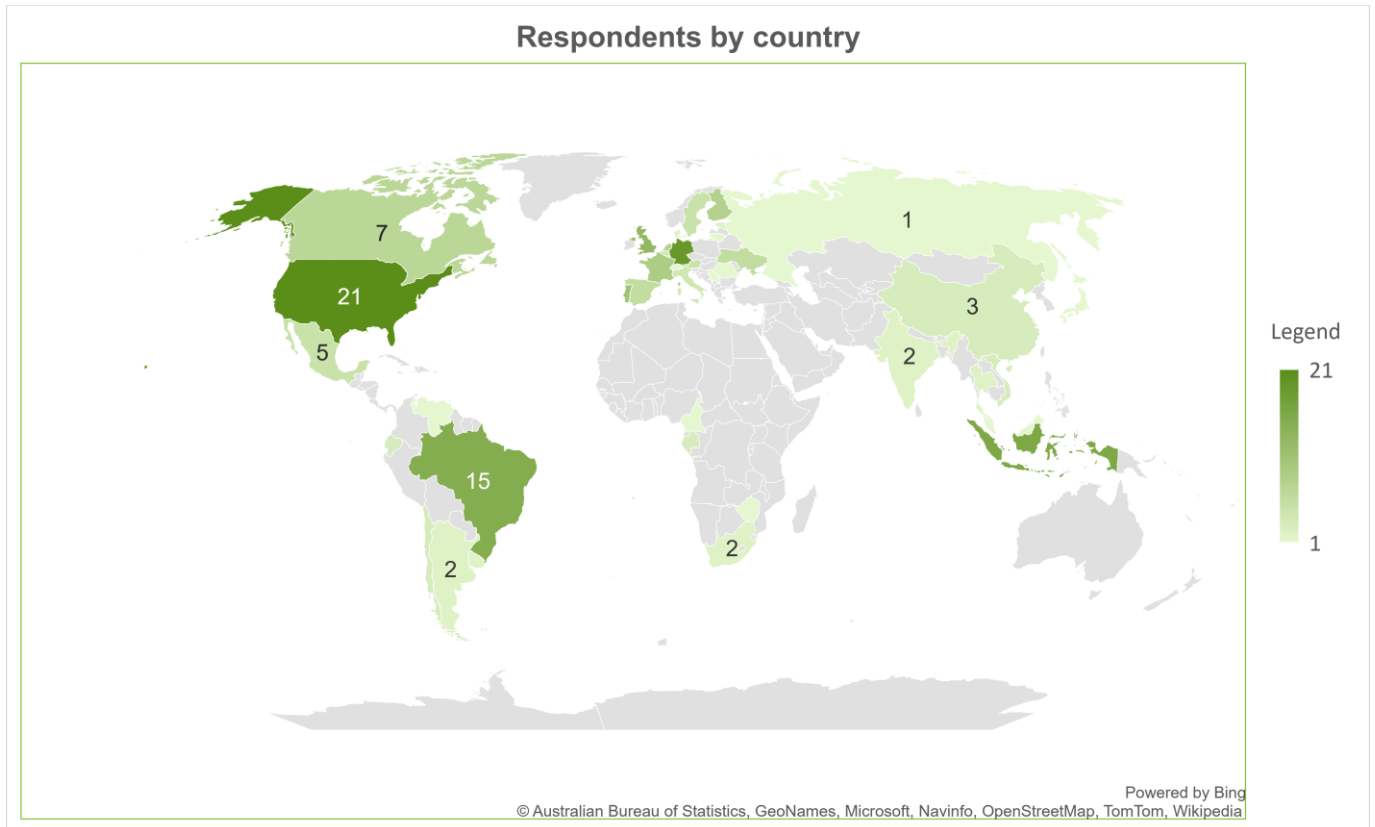 Respondents by country
1
7
21
3
Legend
5
2
21
15
2
2
1
Powered by Bing
© Australian Bureau of Statistics, GeoNames, Microsoft, Navinfo, OpenStreetMap, TomTom, Wikipedia